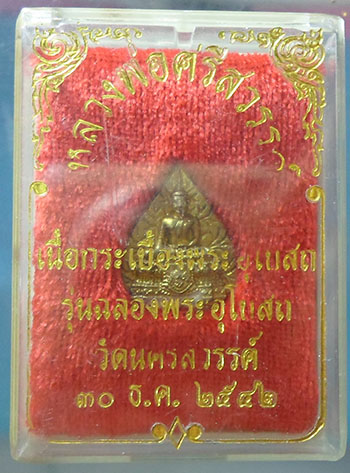 หลวงพ่อศรีสวรรค์
เนื้อกระเบื้องพระอุโบสถ
รุ่นฉลองพระอุโบสถ
วัดนครสวรรค์
๓๐ ธ.ค. ๒๕๔๒